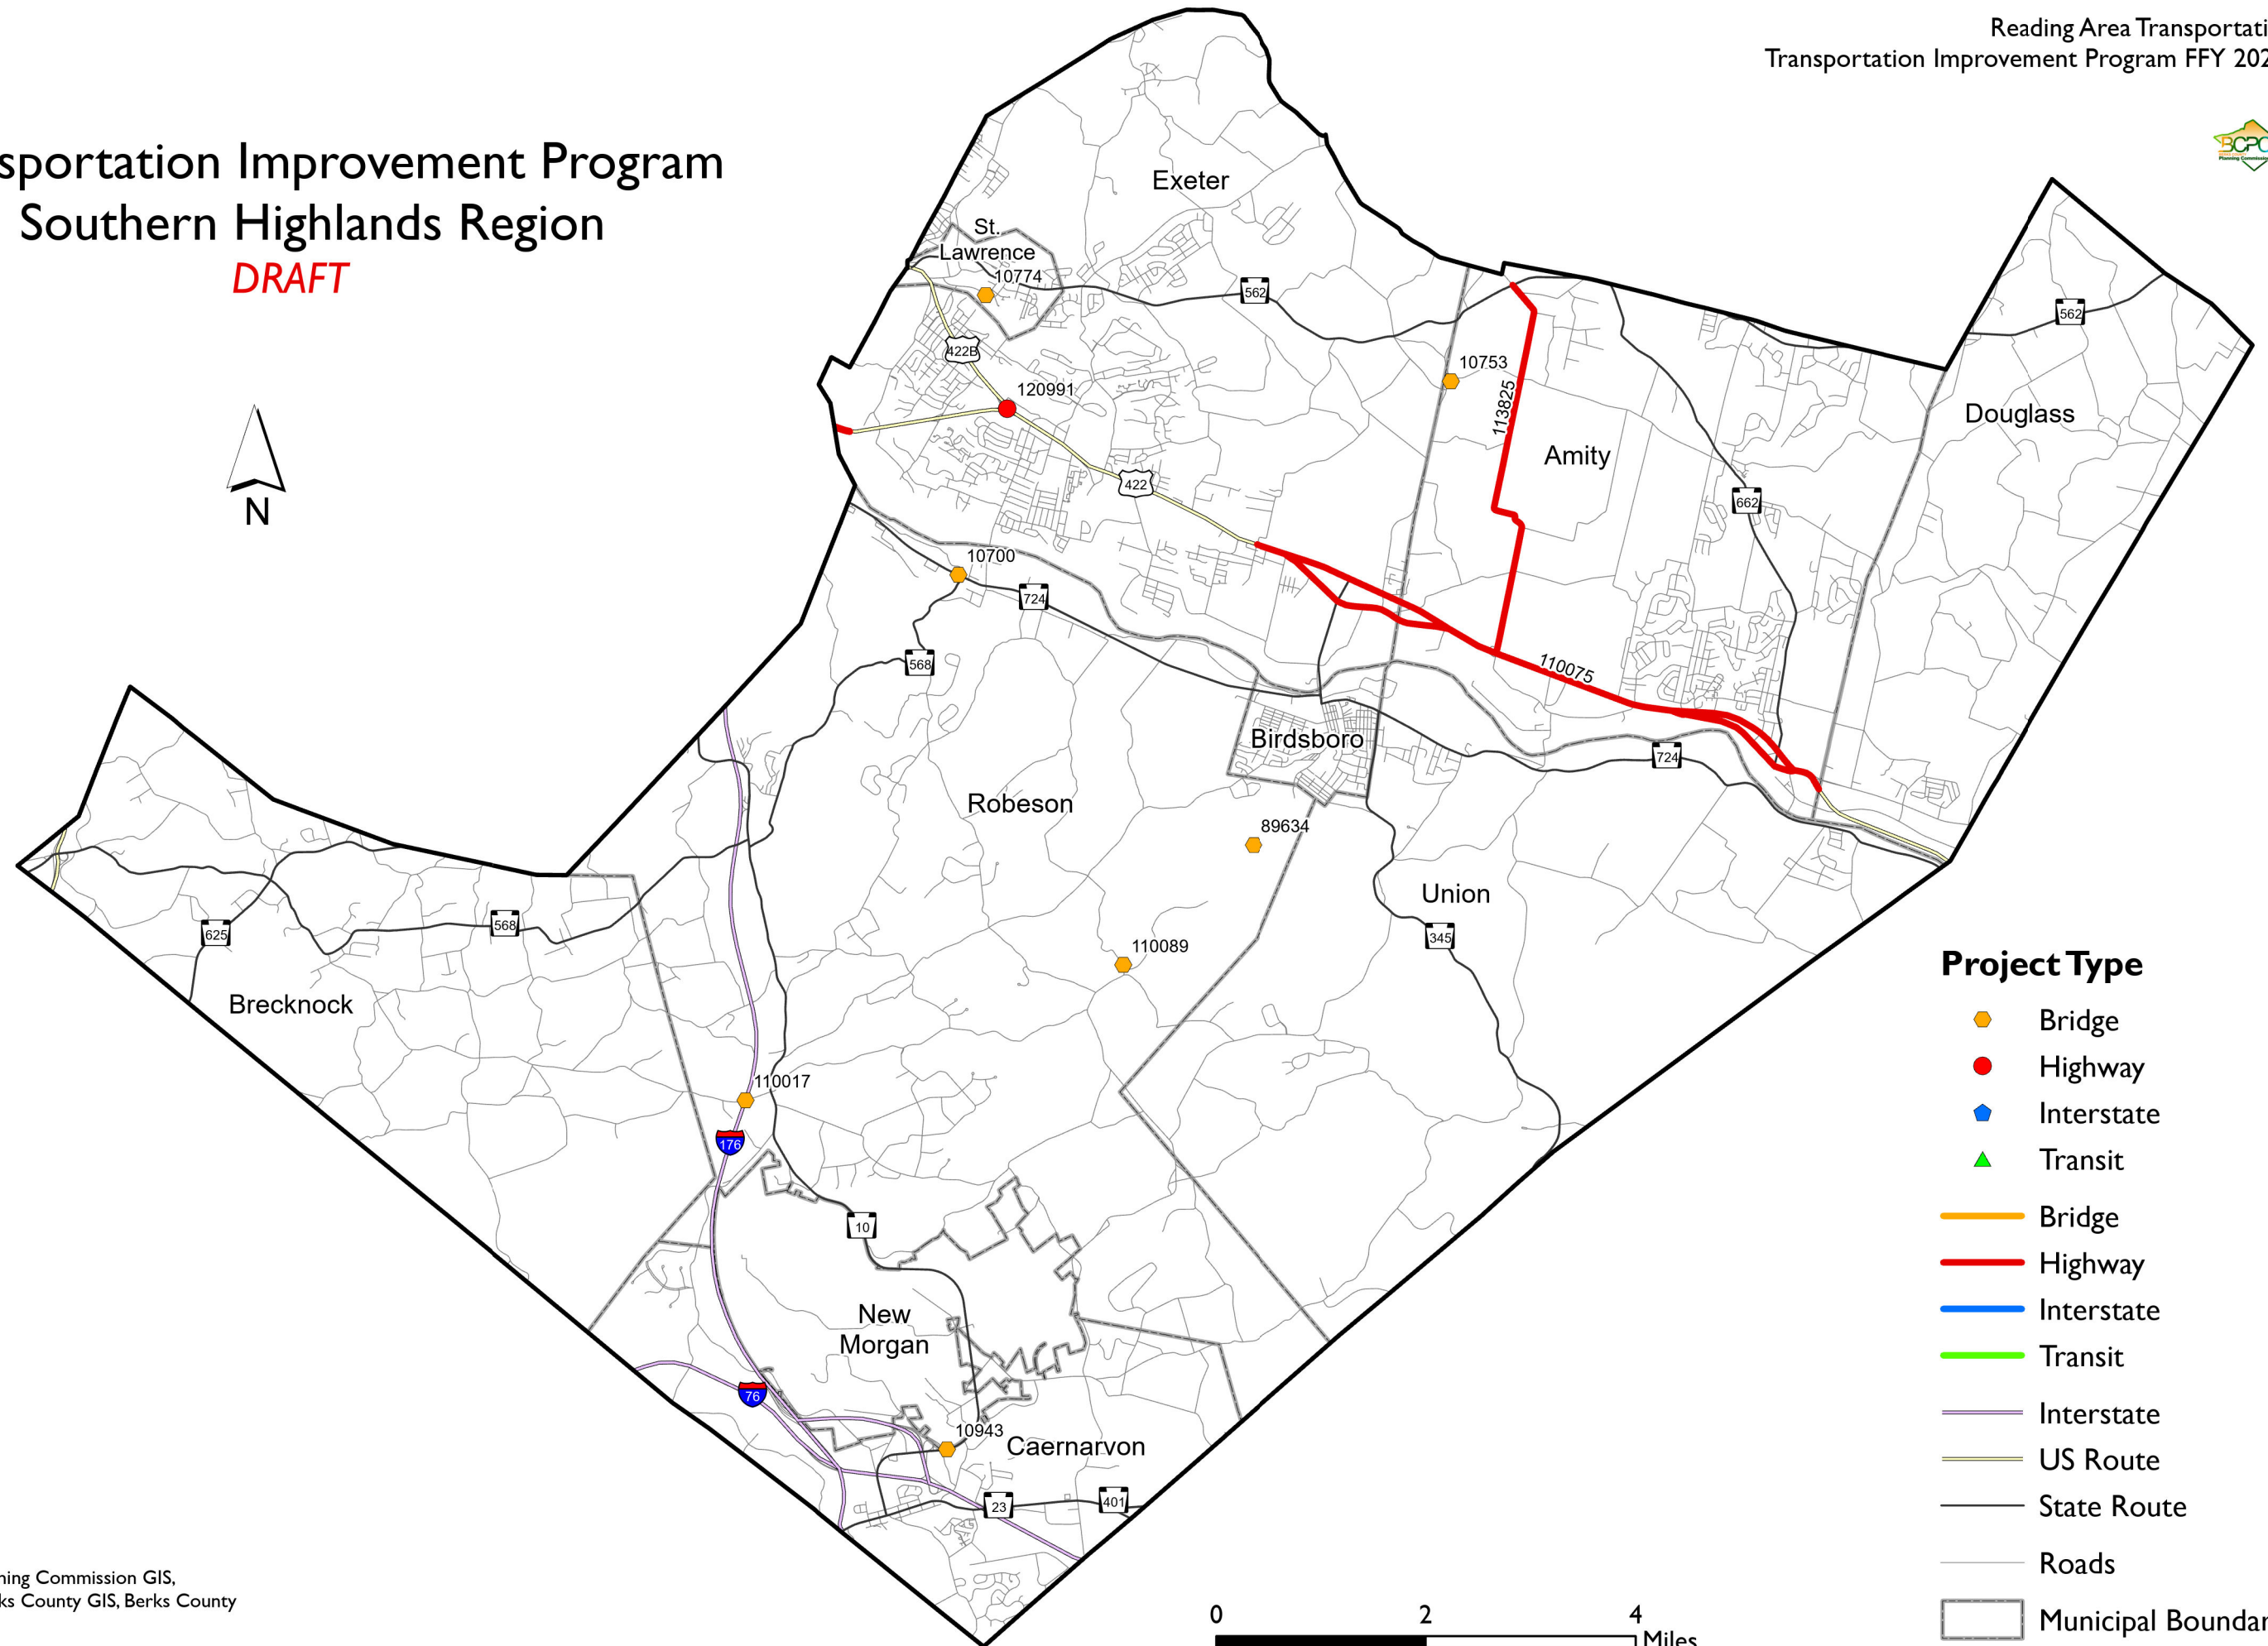 Reading Area Transportati
Transportation Improvement Program FFY 202
BCPC
Planning Commiss
sportation Improvement Program
Southern Highlands Region
DRAFT
N
Exeter
St.
Lawrence
10774
562
562
422B
120991
10753
113825
Douglass
Amity
422
662
10700
724
568
110075
Birdsboro
724
Robeson
89634
Union
625
568
345
110089
Brecknock
110017
176
10
New
Morgan
76
10943
Caernarvon
23
401
Project Type
Bridge
Highway
Interstate
Transit
Bridge
Highway
Interstate
Transit
Interstate
US Route
State Route
Roads
Municipal Boundar
ning Commission GIS,
ks County GIS, Berks County
0 2 4
Miles